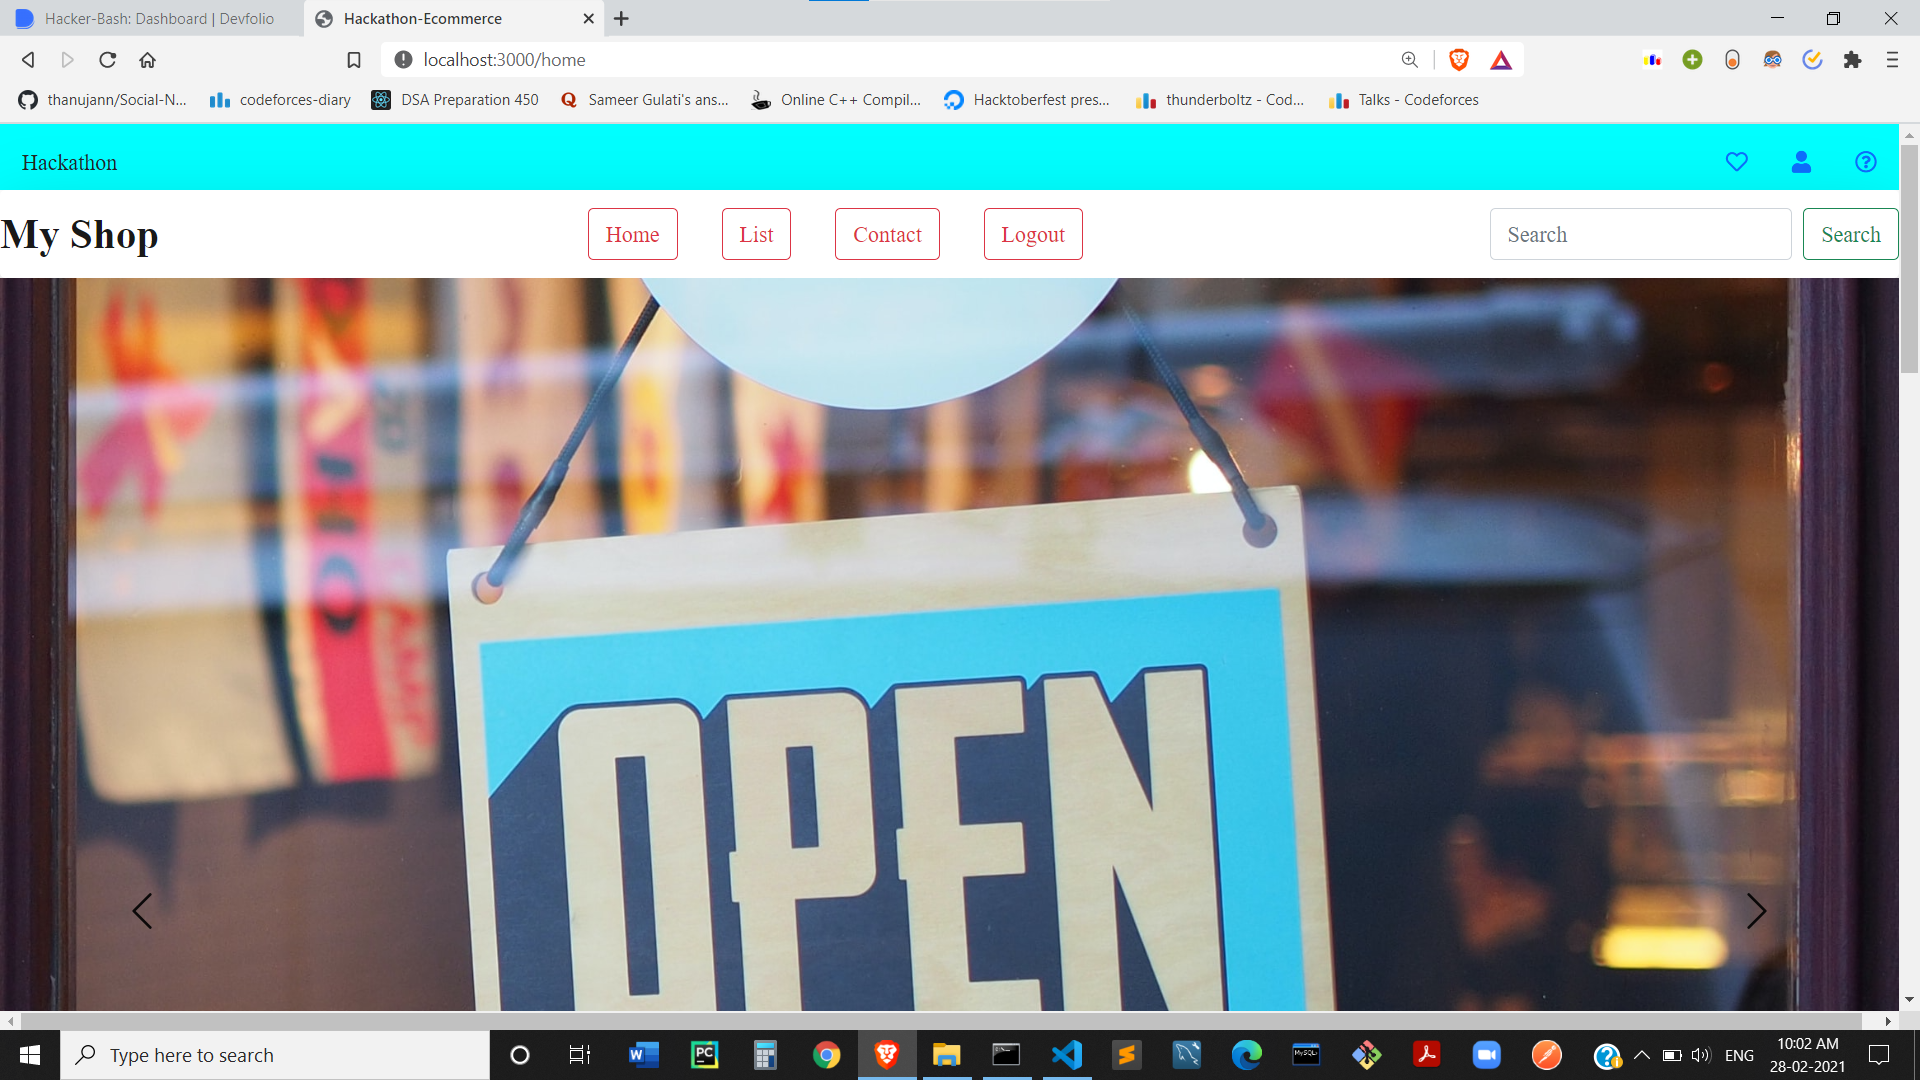 Hacker-Bash: Dashboard | Devfolio
Hackathon-Ecommerce
localhost:3000/home
thanujann/Social-N...
codeforces-diary
DSA Preparation 450
Sameer Gulati's ans...
Online C++ Compil...
Hacktoberfest pres...
thunderboltz - Cod...
Talks - Codeforces
Hackathon
My Shop
Home
List
Contact
Logout
Search
Search
OPEN
Type here to search
PC
MySQL
ENG
10:02 AM
28-02-2021